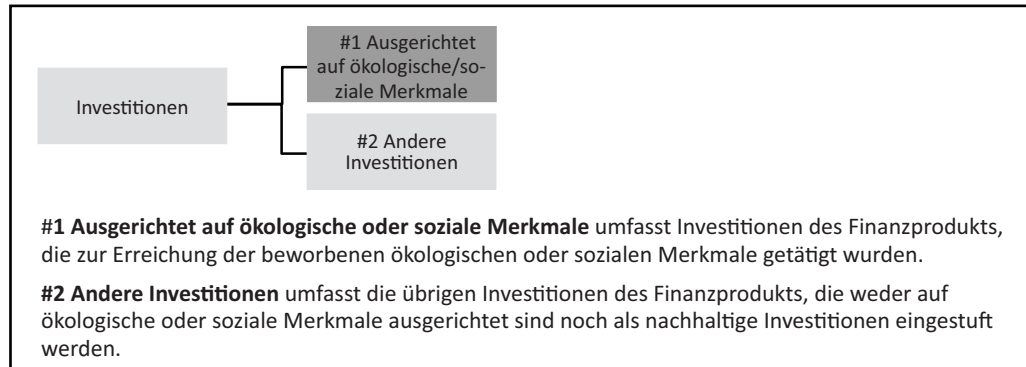 #1 Ausgerichtet
auf ökologische/so-
ziale Merkmale
Investitionen
#2 Andere
Investitionen
#1 Ausgerichtet auf ökologische oder soziale Merkmale umfasst Investitionen des Finanzprodukts,
die zur Erreichung der beworbenen ökologischen oder sozialen Merkmale getätigt wurden.
#2 Andere Investitionen umfasst die übrigen Investitionen des Finanzprodukts, die weder auf
ökologische oder soziale Merkmale ausgerichtet sind noch als nachhaltige Investitionen eingestuft
werden.